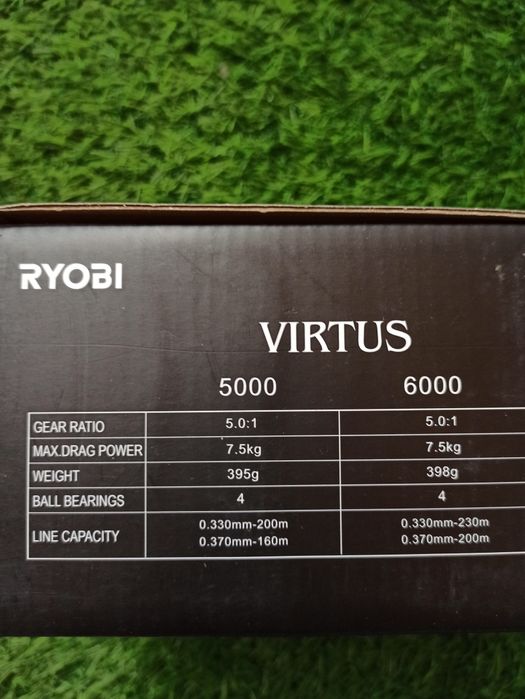 RYOBI
VIRTUS
5000 6000
GEAR RATIO 5.0:1 5.0:1
MAX.DRAG POWER 7.5kg 7.5kg
WEIGHT 395g 398g
BALL BEARINGS 4 4
LINE CAPACITY 0.330mm-200m 0.330mm-230m
0.370mm-160m 0.370mm-200m